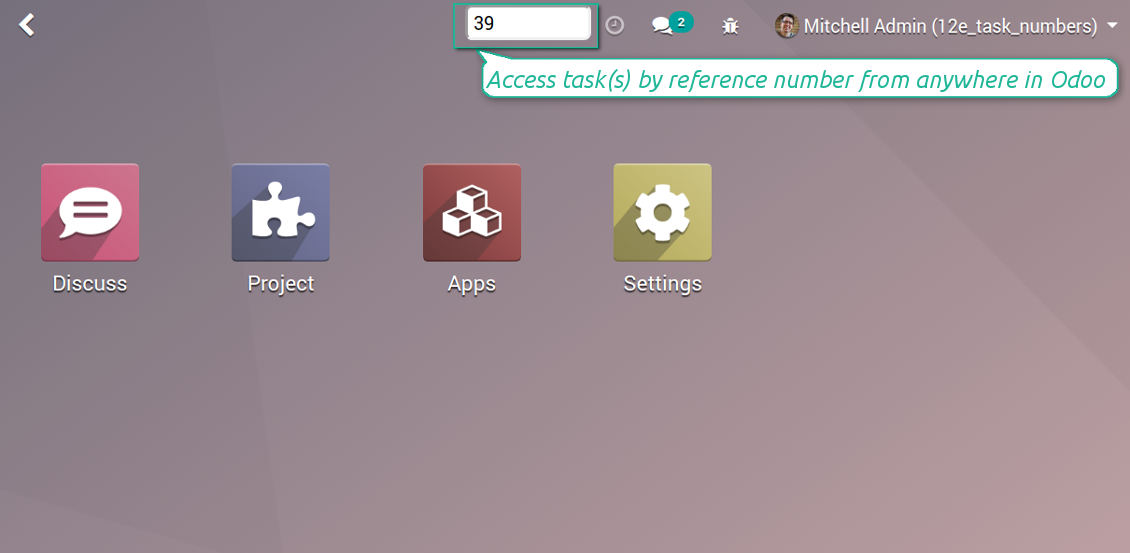 39
2
Mitchell Admin (12e_task_numbers)
Access task(s) by reference number from anywhere in Odoo
Discuss
Project
Apps
Settings